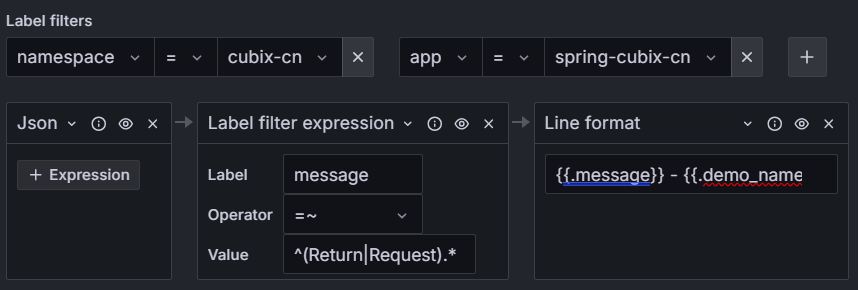 Label filters
namespace = cubix-cn app = spring-cubix-cn
Json Label filter expression Line format
+ Expression Label message {{.message}} - {{.demo_name
Operator =~
Value ^(Return|Request).*